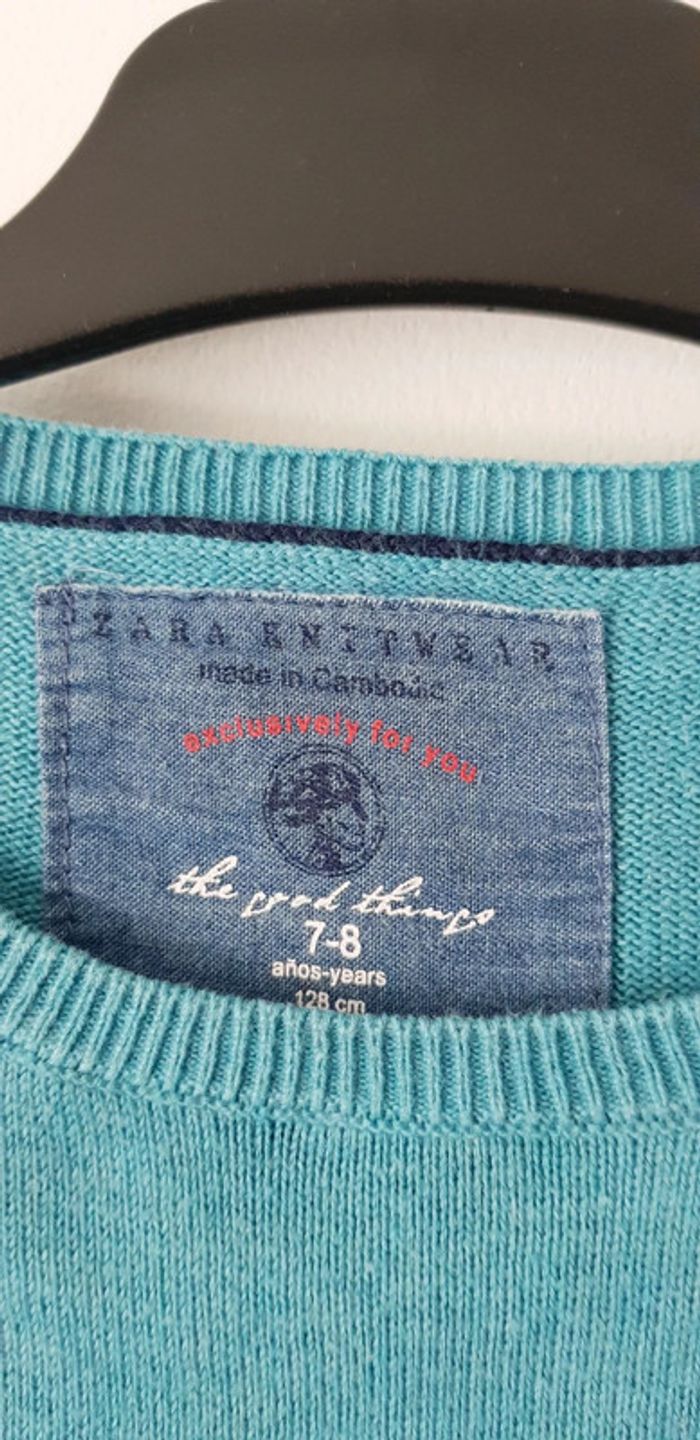 ZARA KNITWEAR
made in Cambodia
exclusively for you
the good things
7-8
años-years
128 cm